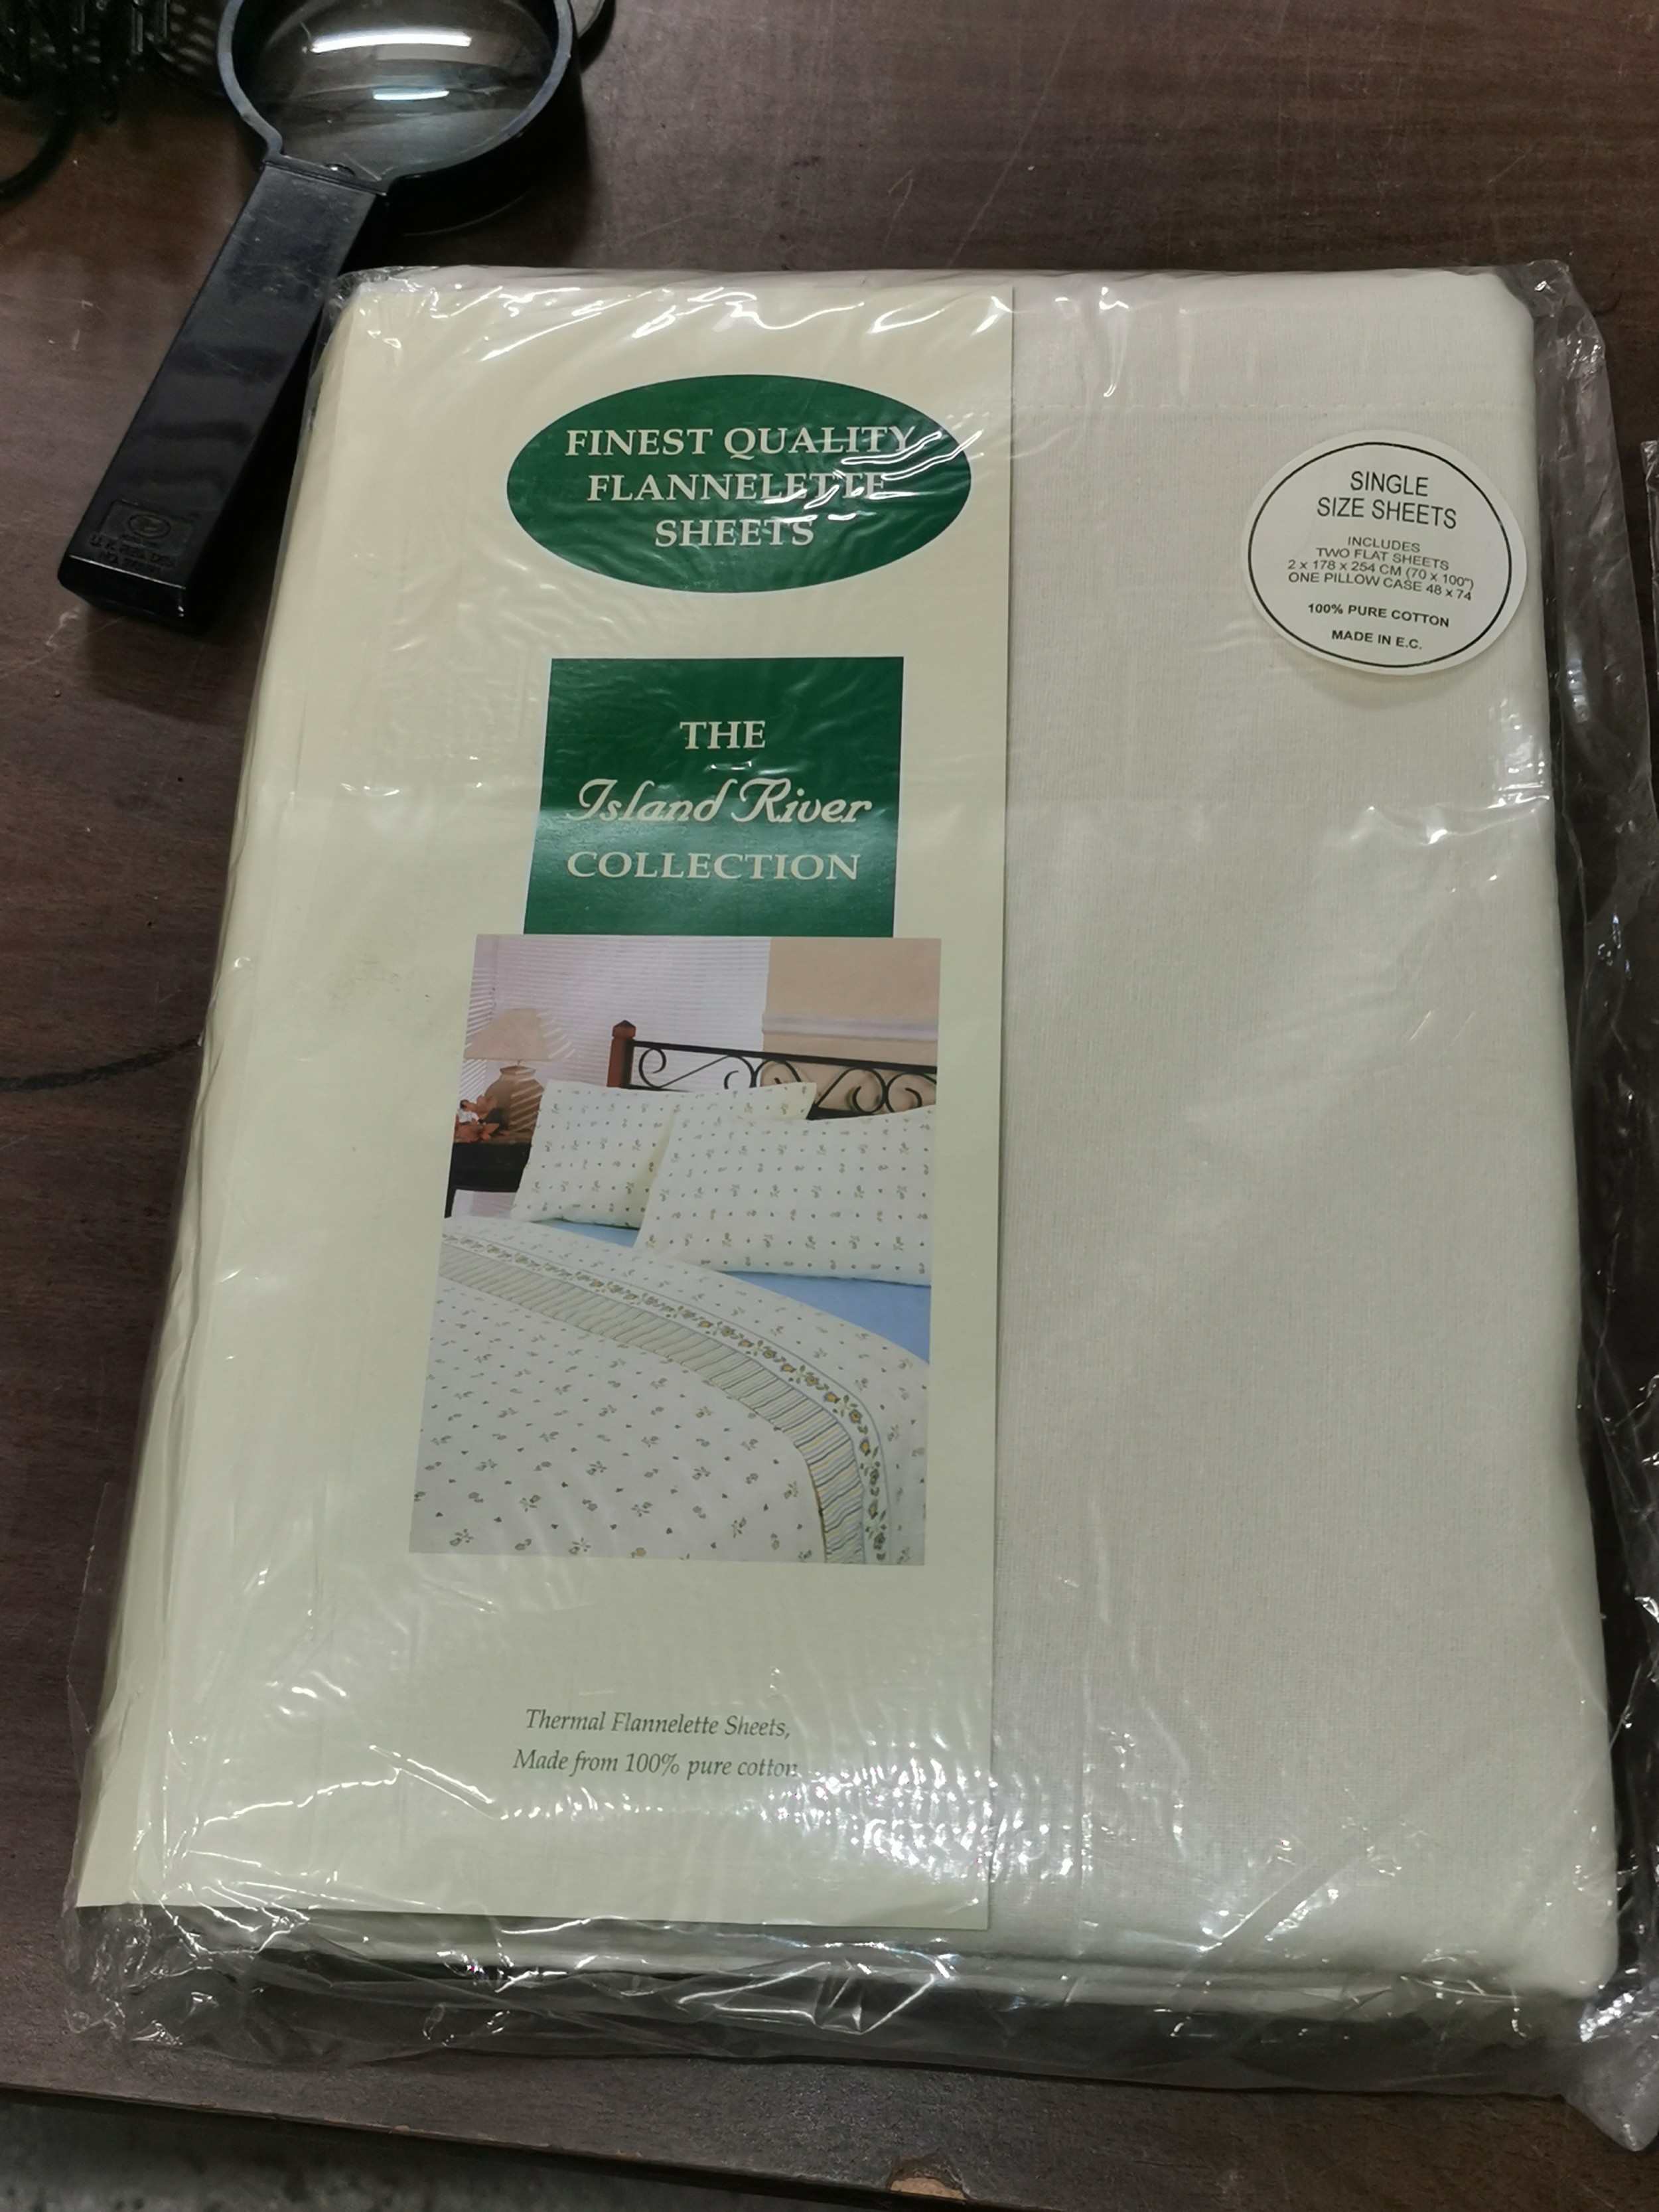 FINEST QUALITY
FLANNELETTE
SHEETS
SINGLE
SIZE SHEETS
INCLUDES
TWO FLAT SHEETS
2 x 178 x 254 CM (70 x 100")
ONE PILLOW CASE 48 x 74
100% PURE COTTON
MADE IN E.C.
THE
Island River
COLLECTION
Thermal Flannelette Sheets,
Made from 100% pure cotton